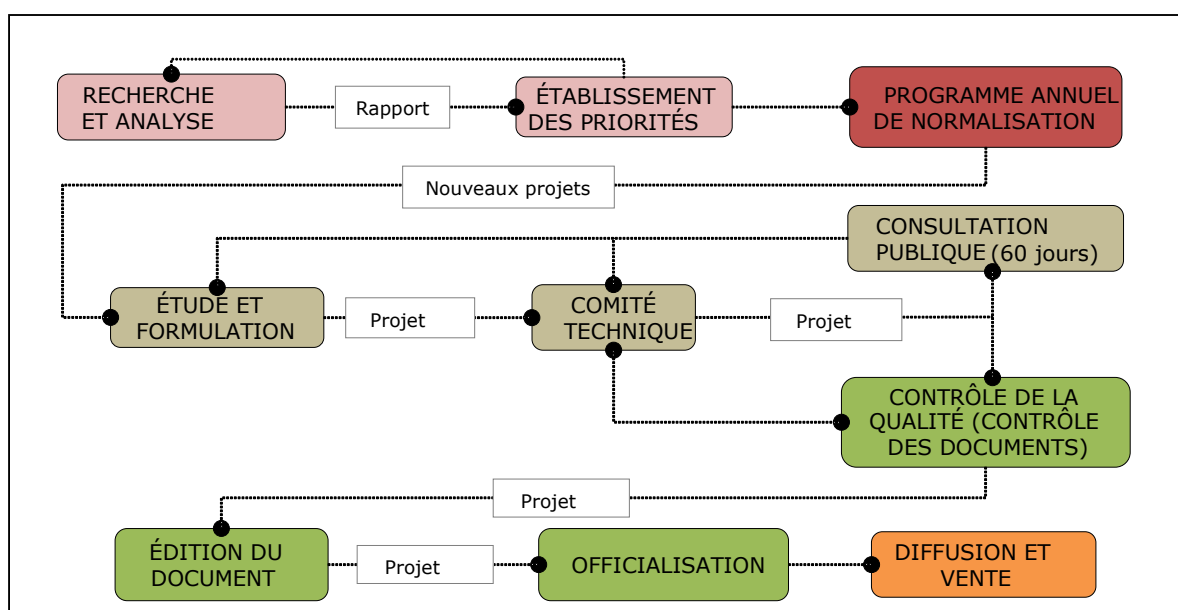 RECHERCHE
ET ANALYSE
Rapport
ÉTABLISSEMENT
DES PRIORITÉS
PROGRAMME ANNUEL
DE NORMALISATION
Nouveaux projets
CONSULTATION
PUBLIQUE (60 jours)
ÉTUDE ET
FORMULATION
Projet
COMITÉ
TECHNIQUE
Projet
CONTRÔLE DE LA
QUALITÉ (CONTRÔLE
DES DOCUMENTS)
Projet
ÉDITION DU
DOCUMENT
Projet
OFFICIALISATION
DIFFUSION ET
VENTE